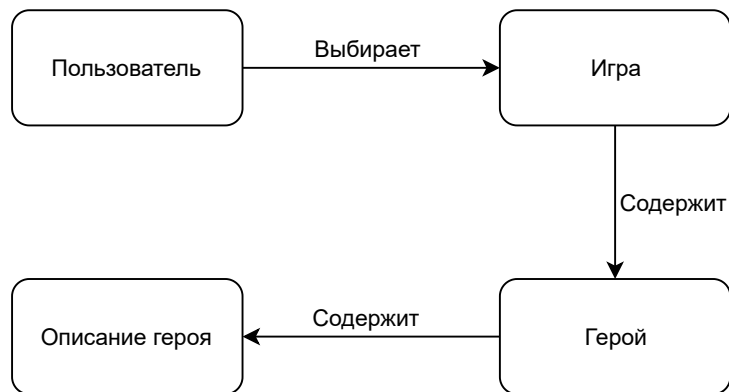 Пользователь
Выбирает
Игра
Содержит
Герой
Содержит
Описание героя